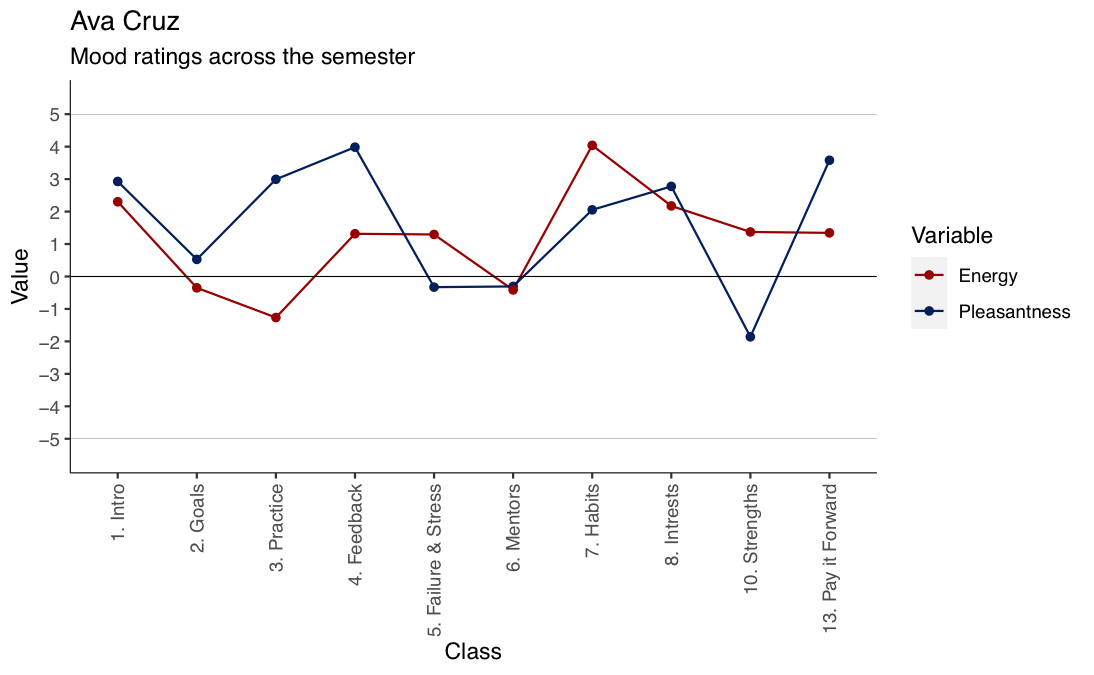 Ava Cruz
Mood ratings across the semester
Value
5
4
3
2
1
0
−1
−2
−3
−4
−5
1. Intro
2. Goals
3. Practice
4. Feedback
5. Failure & Stress
6. Mentors
7. Habits
8. Intrests
10. Strengths
13. Pay it Forward
Class
Variable
Energy
Pleasantness